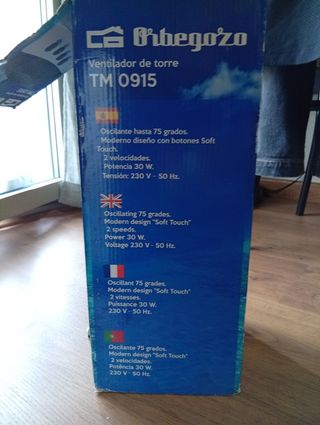 Orbegozo
Ventilador de torre
TM 0915
Oscilante hasta 75 grados.
Moderno diseño con botones Soft
Touch.
2 velocidades.
Potencia 30 W.
Tensión: 230 V - 50 Hz.
Oscillating 75 grades.
Modern design "Soft Touch"
2 speeds.
Power 30 W.
Voltage 230 V - 50 Hz.
Oscillant 75 grades.
Modern design "Soft Touch"
2 vitesses.
Puissance 30 W.
230 V - 50 Hz.
Oscilante 75 grades.
Modern design "Soft Touch"
2 velocidades.
Potência 30 W.
230 V - 50 Hz.